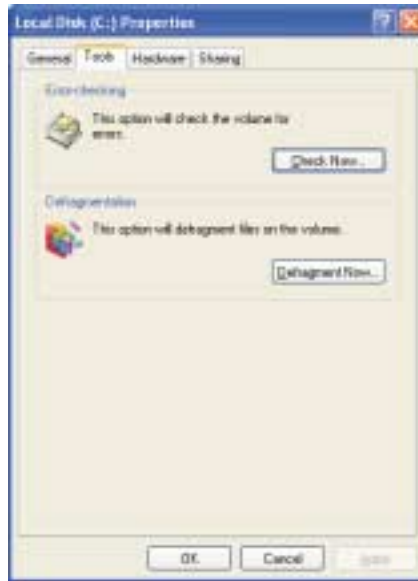 Local Disk (C:) Properties
General Tools Hardware Sharing
Error-checking
This option will check the volume for
errors.
Check Now...
Defragmentation
This option will defragment files on the volume.
Defragment Now...
OK Cancel Apply